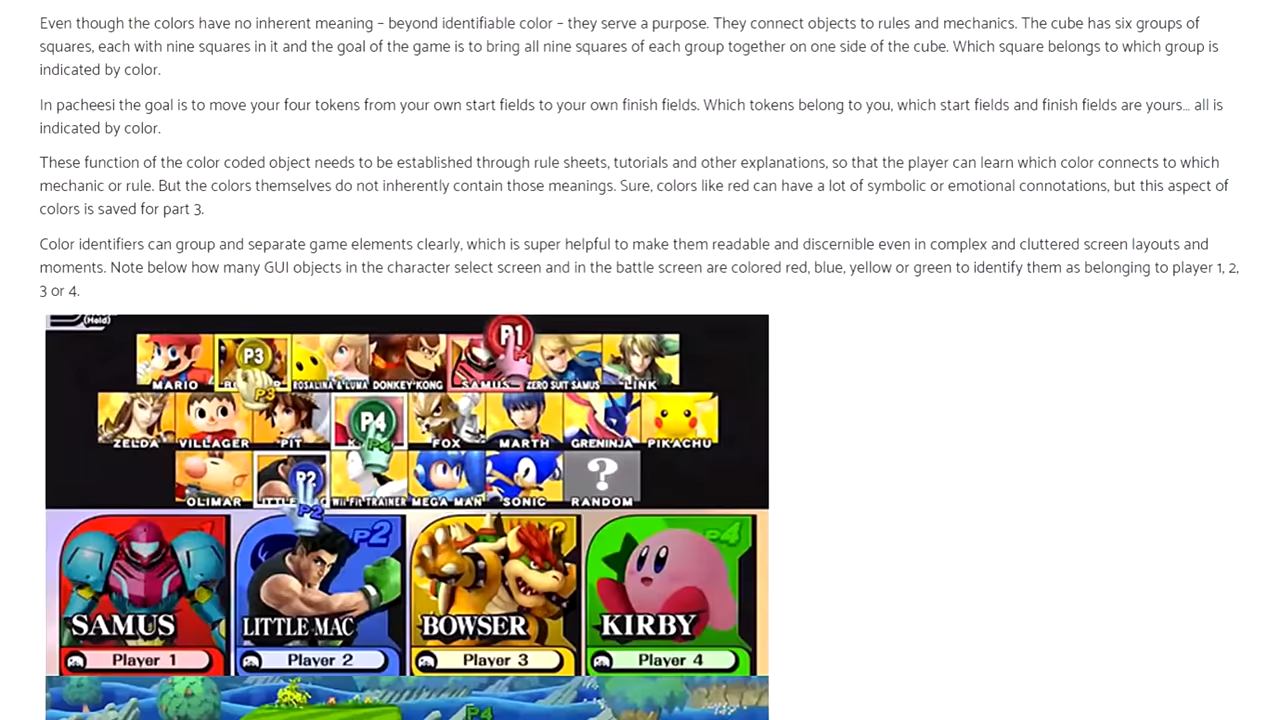 Even though the colors have no inherent meaning – beyond identifiable color – they serve a purpose. They connect objects to rules and mechanics. The cube has six groups of
squares, each with nine squares in it and the goal of the game is to bring all nine squares of each group together on one side of the cube. Which square belongs to which group is
indicated by color.
In pacheesi the goal is to move your four tokens from your own start fields to your own finish fields. Which tokens belong to you, which start fields and finish fields are yours… all is
indicated by color.
These function of the color coded object needs to be established through rule sheets, tutorials and other explanations, so that the player can learn which color connects to which
mechanic or rule. But the colors themselves do not inherently contain those meanings. Sure, colors like red can have a lot of symbolic or emotional connotations, but this aspect of
colors is saved for part 3.
Color identifiers can group and separate game elements clearly, which is super helpful to make them readable and discernible even in complex and cluttered screen layouts and
moments. Note below how many GUI objects in the character select screen and in the battle screen are colored red, blue, yellow or green to identify them as belonging to player 1, 2,
3 or 4.
(Hold)
P1
P3 P1
MARIO ROSALINA & LUMA DONKEY KONG SAMUS ZERO SUIT SAMUS LINK
P3
P4
P4
ZELDA VILLAGER PIT FOX MARTH GRENINJA PIKACHU
P2
OLIMAR LITTLE Wii Fit TRAINER MEGA MAN SONIC RANDOM
P2
P2 P4
SAMUS LITTLE MAC BOWSER KIRBY
Player 1 Player 2 Player 3 Player 4
P4